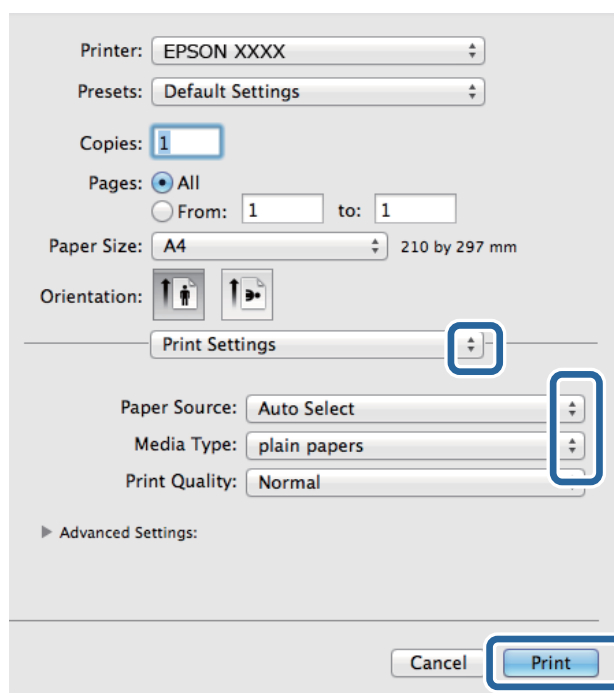 Printer: EPSON XXXX
Presets: Default Settings
Copies: 1
Pages: All
From: 1 to: 1
Paper Size: A4 210 by 297 mm
Orientation:
Print Settings
Paper Source: Auto Select
Media Type: plain papers
Print Quality: Normal
Advanced Settings:
Cancel Print